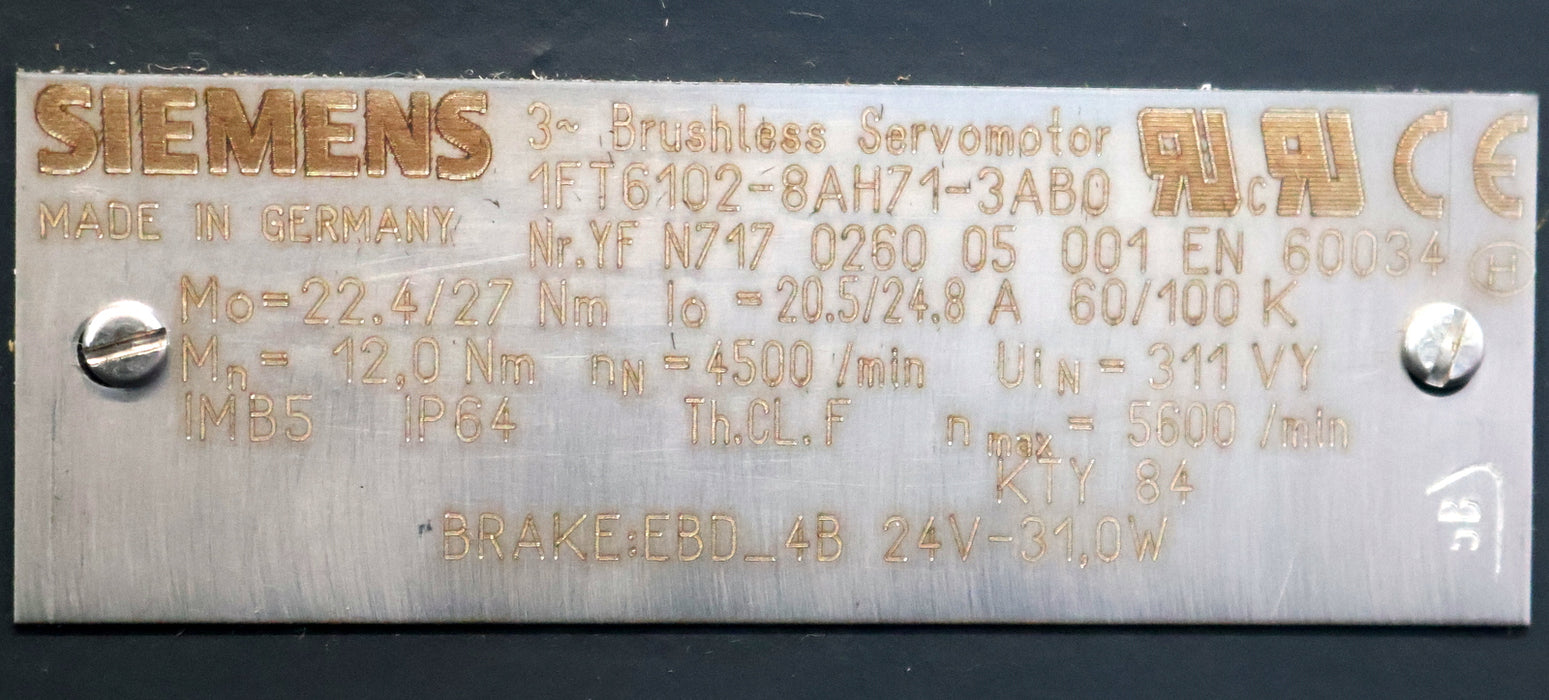 SIEMENS
3~ Brushless Servomotor
1FT6102-8AH71-3AB0
MADE IN GERMANY
Nr.YF N717 0260 05 001 EN 60034
Mo=22.4/27 Nm Io =20.5/24.8 A 60/100 K
Mn= 12,0 Nm nN =4500 /min UiN = 311 VY
IMB5 IP64 Th.CL.F nmax = 5600 /min
KTY 84
BRAKE:EBD_4B 24V-31,0W